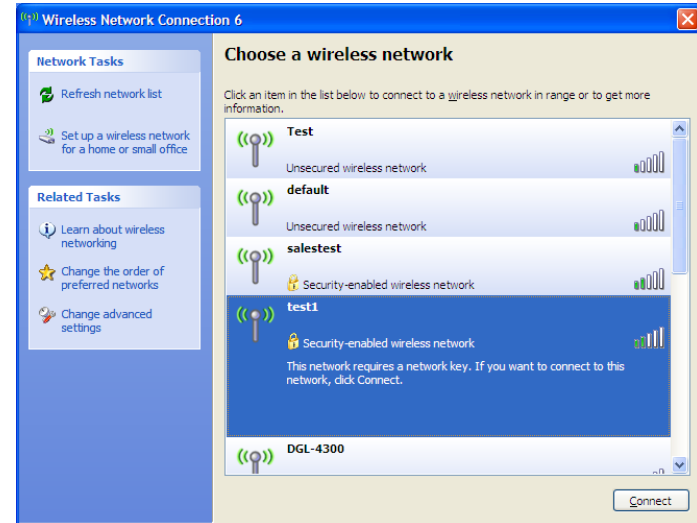 Wireless Network Connection 6
Network Tasks
Refresh network list
Set up a wireless network
for a home or small office
Related Tasks
Learn about wireless
networking
Change the order of
preferred networks
Change advanced
settings
Choose a wireless network
Click an item in the list below to connect to a wireless network in range or to get more
information.
Test
Unsecured wireless network
default
Unsecured wireless network
salestest
Security-enabled wireless network
test1
Security-enabled wireless network
This network requires a network key. If you want to connect to this
network, click Connect.
DGL-4300
Connect